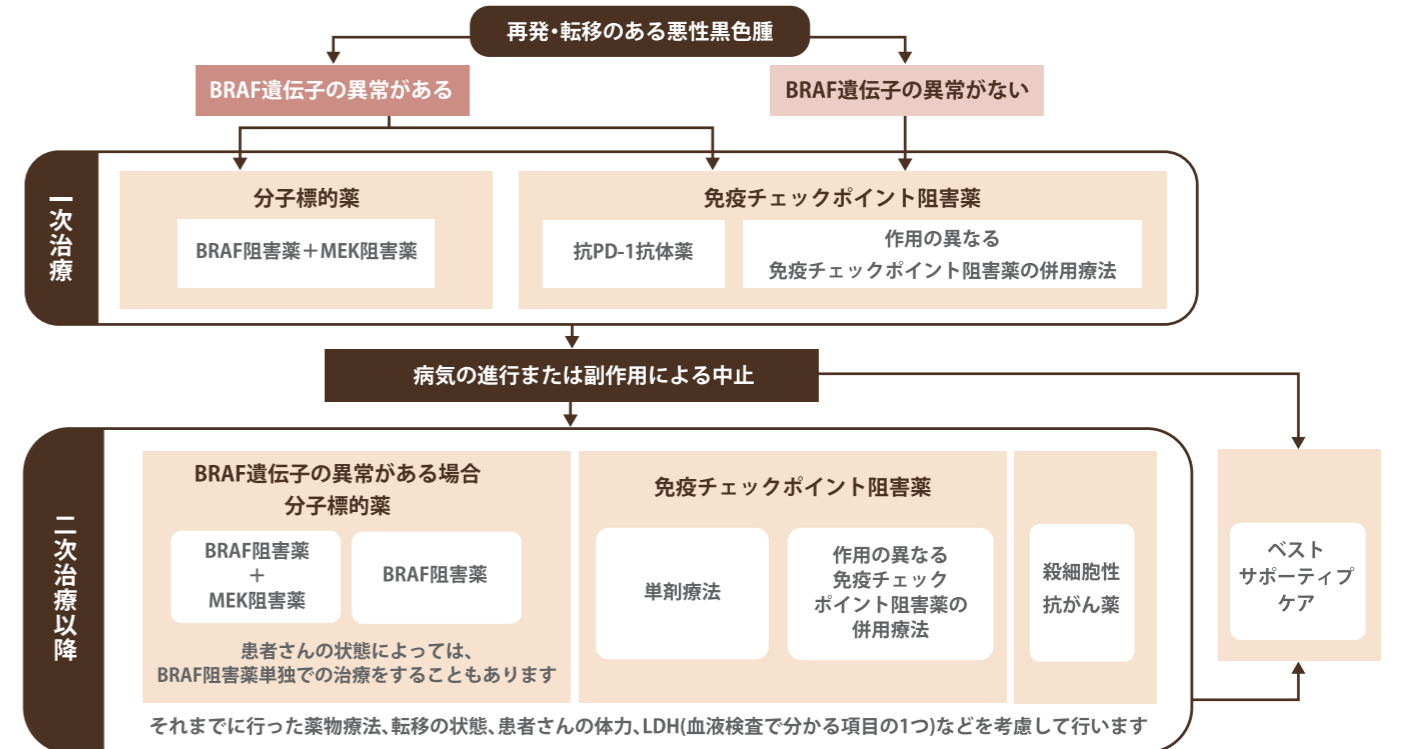 再発・転移のある悪性黒色腫
BRAF遺伝子の異常がある
BRAF遺伝子の異常がない
一次治療
分子標的薬
BRAF阻害薬＋MEK阻害薬
免疫チェックポイント阻害薬
抗PD-1抗体薬
作用の異なる
免疫チェックポイント阻害薬の併用療法
病気の進行または副作用による中止
二次治療以降
BRAF遺伝子の異常がある場合
分子標的薬
BRAF阻害薬
＋
MEK阻害薬
BRAF阻害薬
患者さんの状態によっては、
BRAF阻害薬単独での治療をすることもあります
免疫チェックポイント阻害薬
単剤療法
作用の異なる
免疫チェック
ポイント阻害薬の
併用療法
殺細胞性
抗がん薬
ベスト
サポーティブ
ケア
それまでに行った薬物療法、転移の状態、患者さんの体力、LDH(血液検査で分かる項目の1つ)などを考慮して行います